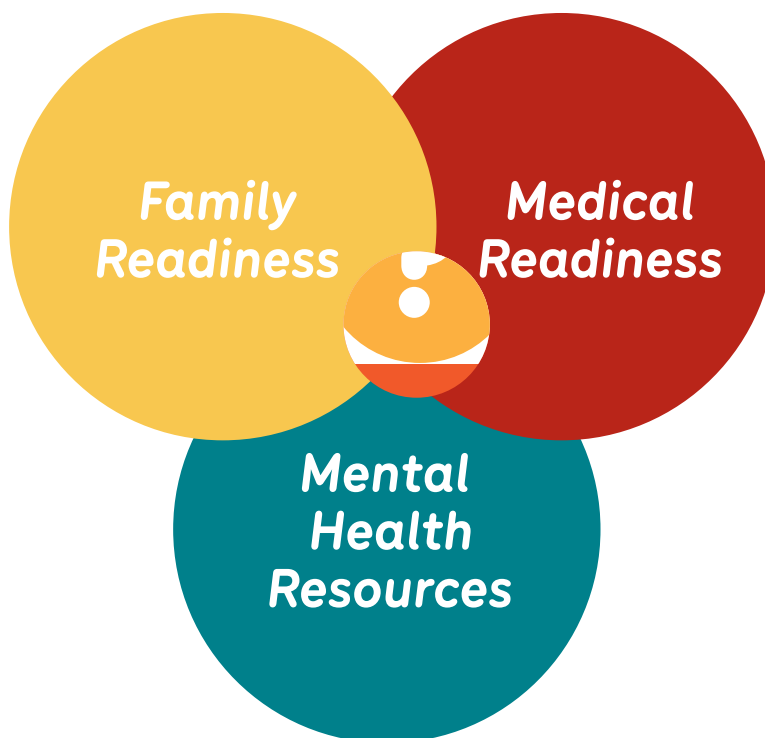 Family
Readiness
Medical
Readiness
Mental
Health
Resources